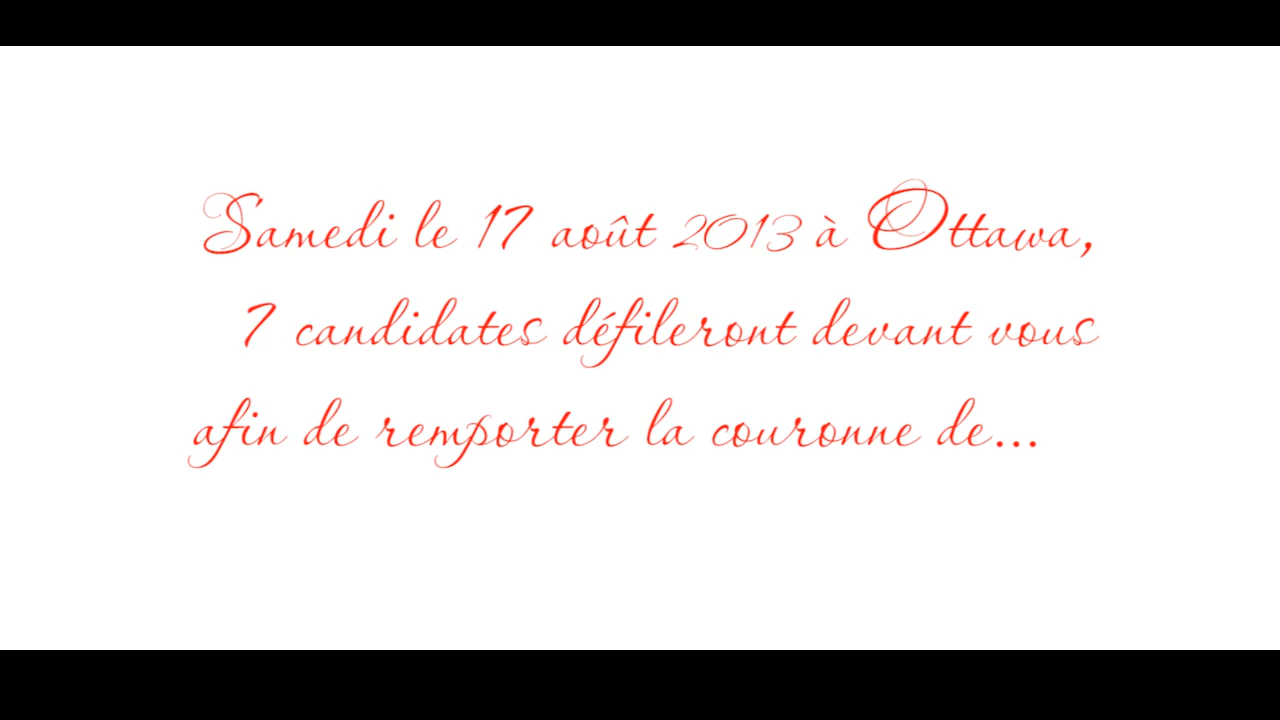 Samedi le 17 août 2013 à Ottawa,
7 candidates défileront devant vous
afin de remporter la couronne de...